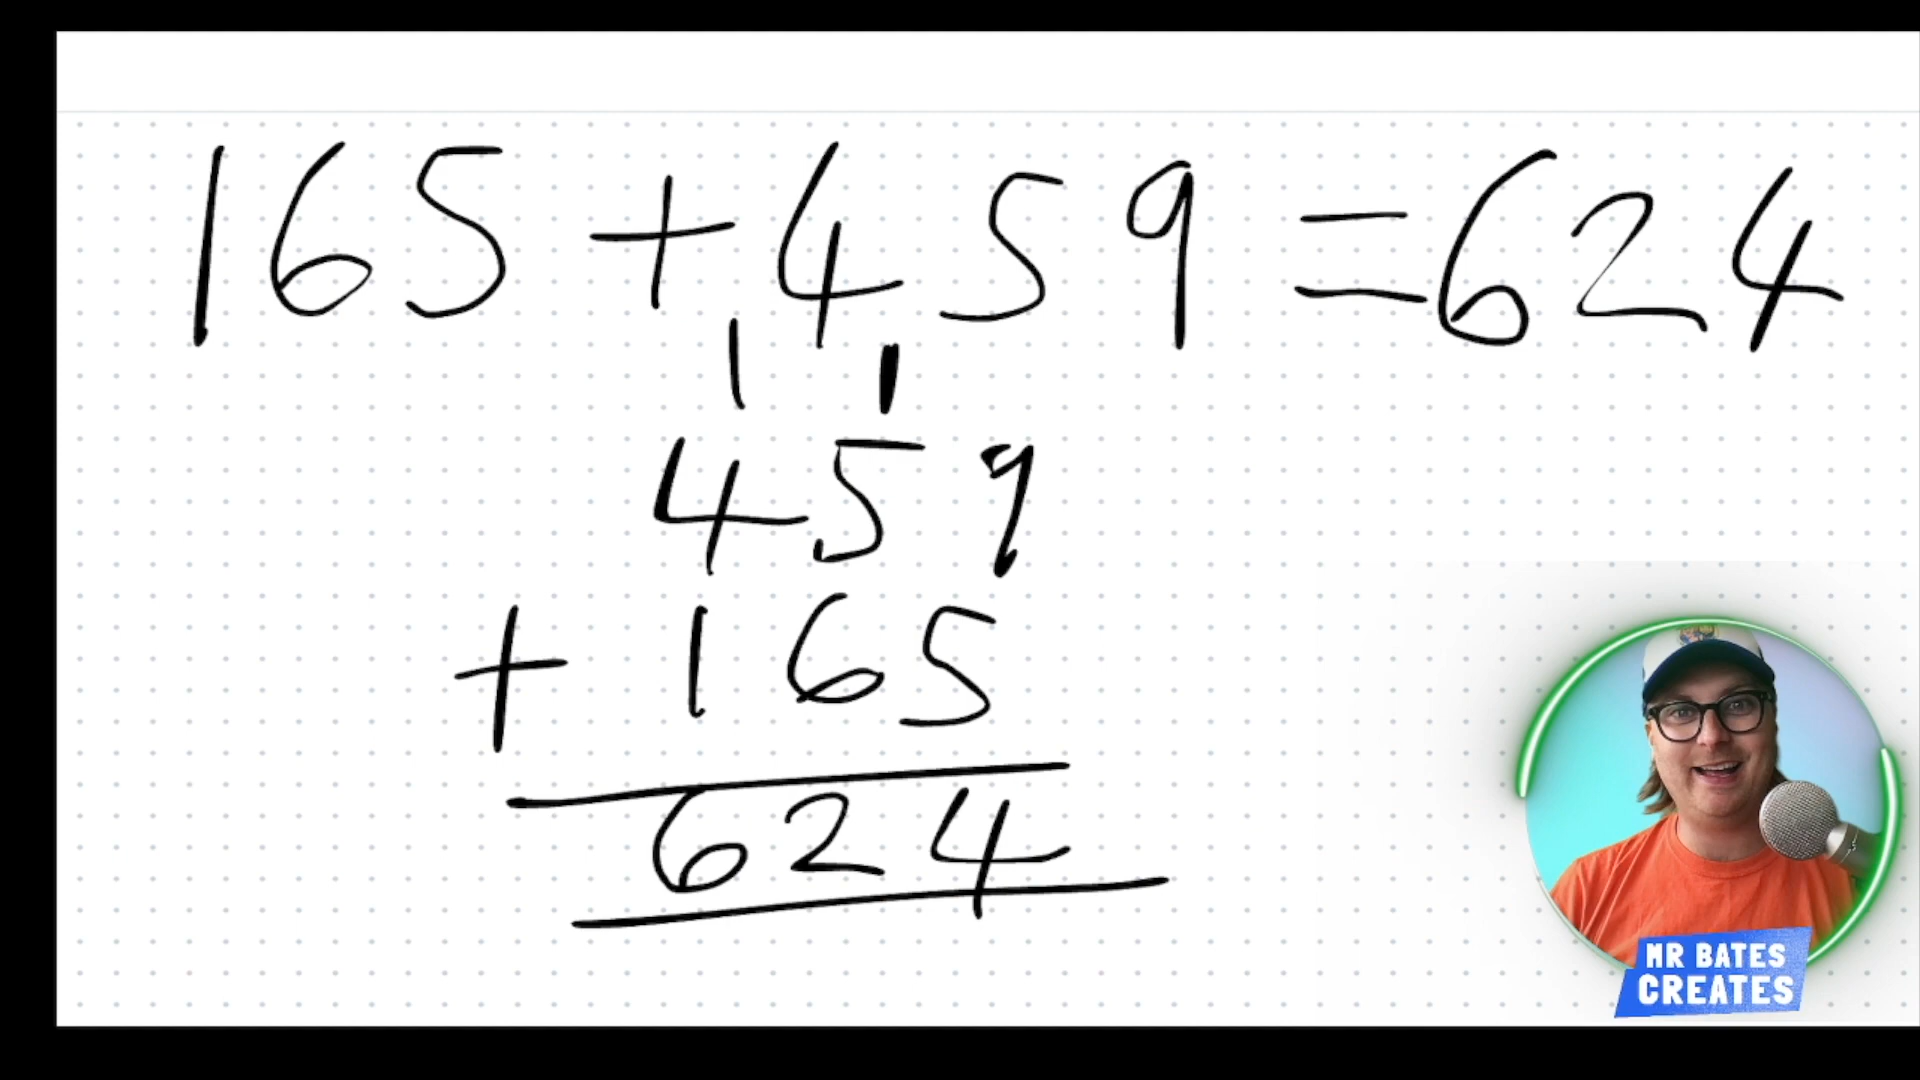 165 + 459 = 624
1 1
459
+ 165
624
MR BATES
CREATES